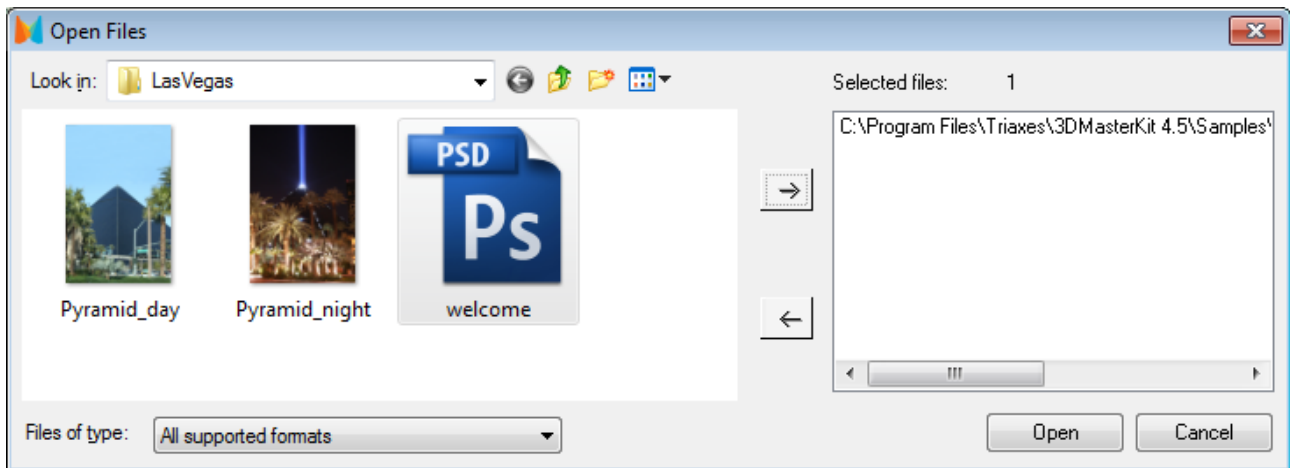 Open Files
Look in: LasVegas
Selected files: 1
C:\Program Files\Triaxes\3DMasterKit 4.5\Samples\
PSD
Ps
Pyramid_day
Pyramid_night
welcome
Files of type: All supported formats
Open
Cancel